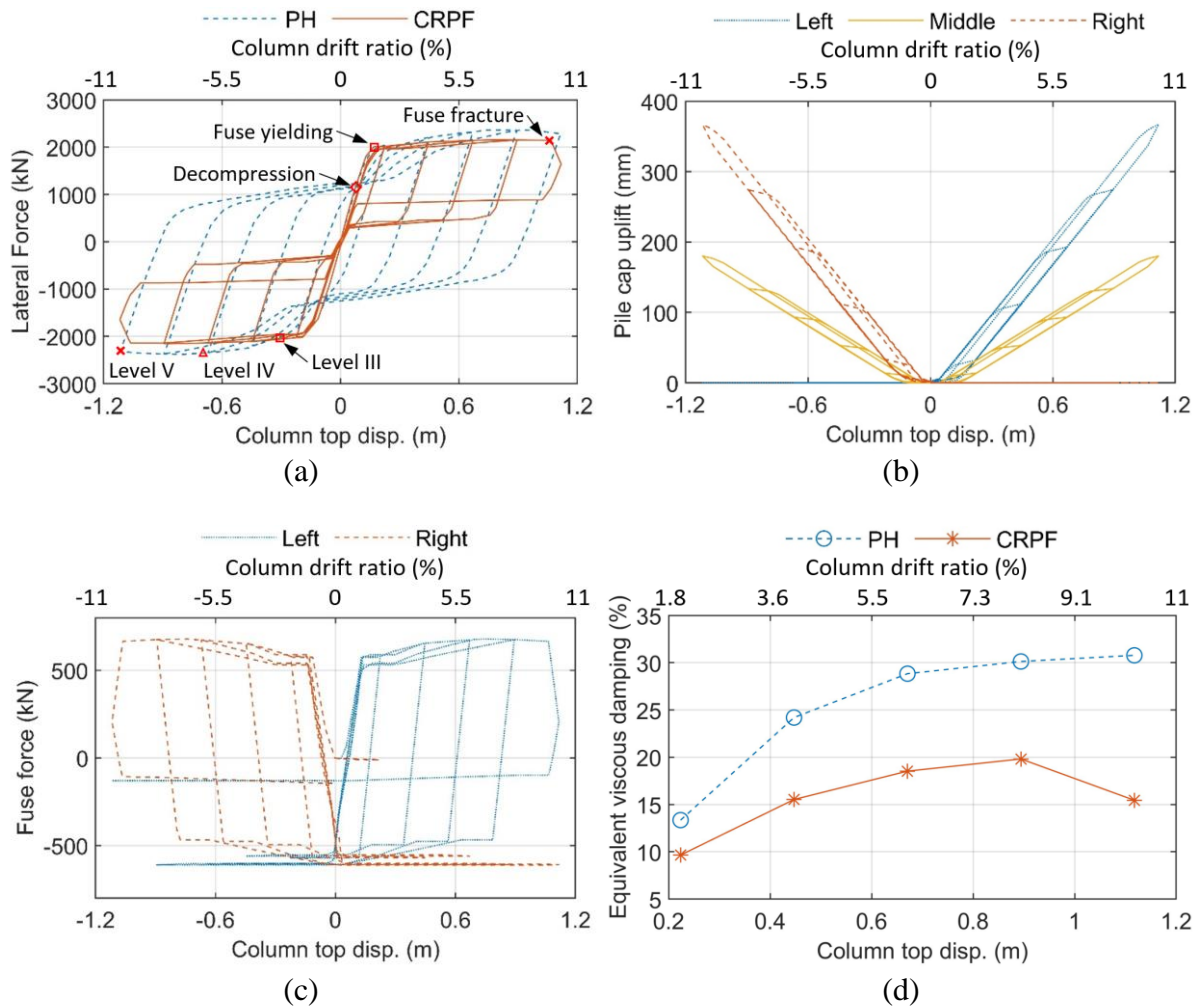 PH CRPF
Column drift ratio (%)
-11 -5.5 0 5.5 11
3000
2000
1000
0
-1000
-2000
-3000
Lateral Force (kN)
Fuse fracture
Fuse yielding
Decompression
Level III
Level V Level IV
-1.2 -0.6 0 0.6 1.2
Column top disp. (m)
(a)
Left Middle Right
Column drift ratio (%)
-11 -5.5 0 5.5 11
400
300
200
100
0
Pile cap uplift (mm)
-1.2 -0.6 0 0.6 1.2
Column top disp. (m)
(b)
Left Right
Column drift ratio (%)
-11 -5.5 0 5.5 11
500
0
-500
Fuse force (kN)
-1.2 -0.6 0 0.6 1.2
Column top disp. (m)
(c)
PH CRPF
Column drift ratio (%)
1.8 3.6 5.5 7.3 9.1 11
35
30
25
20
15
10
5
Equivalent viscous damping (%)
0.2 0.4 0.6 0.8 1 1.2
Column top disp. (m)
(d)